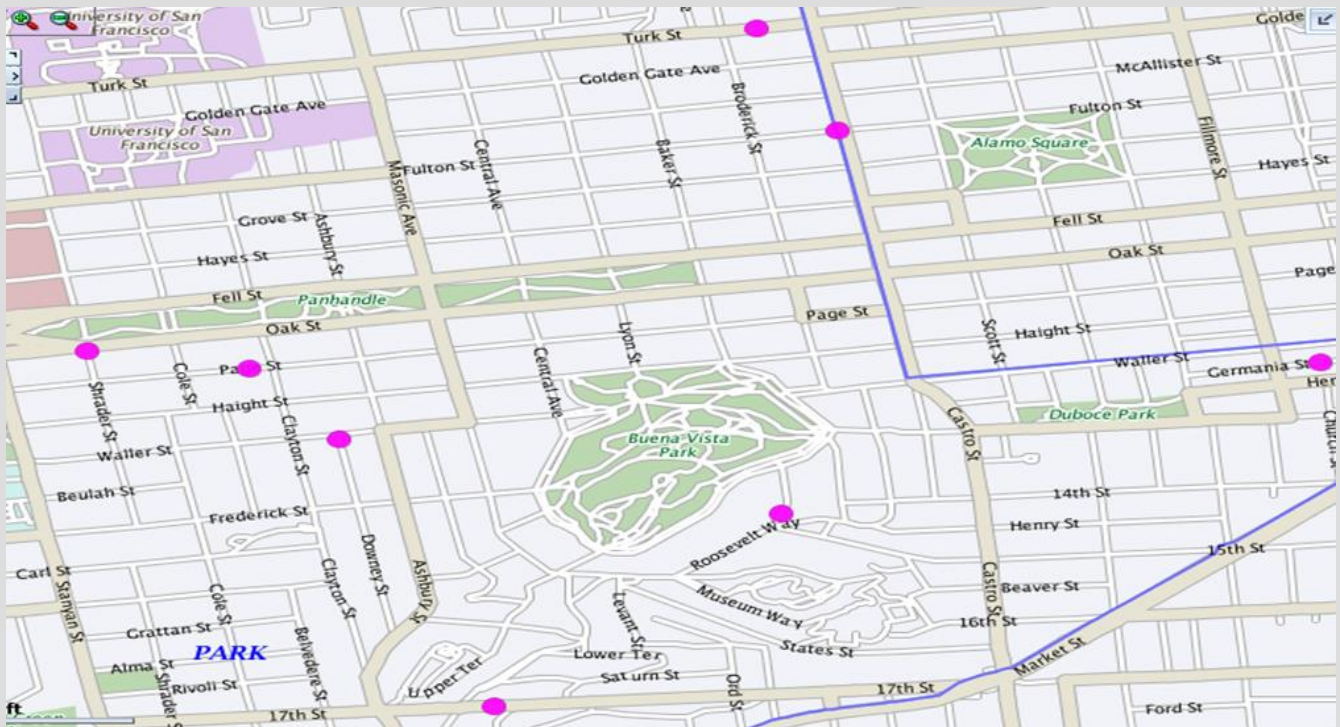 University of San
Francisco
Turk St
Golde
Turk St
Golden Gate Ave
McAllister St
Golden Gate Ave
Broderick St
Fulton St
University of San
Francisco
Alamo Square
Fillmore St
Masonic Ave
Fulton St
Central Ave
Baker St
Hayes St
Grove St
Ashbury St
Fell St
Hayes St
Oak St
Fell St
Panhandle
Page
Oak St
Lyon St
Page St
Scott St
Haight St
Central Ave
Waller St
Germania St
St
Cole St
Shrader St
Haight St
Clayton St
Castro St
Duboce Park
Buena Vista
Park
Waller St
Beulah St
14th St
Frederick St
Roosevelt Way
Henry St
15th St
Downey St
Carl St
Clayton St
Ashbury St
Stanyan St
Cole St
Museum Way
Castro St
Beaver St
Levant St
16th St
Grattan St
Belvedere St
PARK
Lower Ter
States St
Market St
Alma St
Shrader S
Rivoli St
Upper Ter
Saturn St
Ord St
17th St
17th St
Ford St
ft